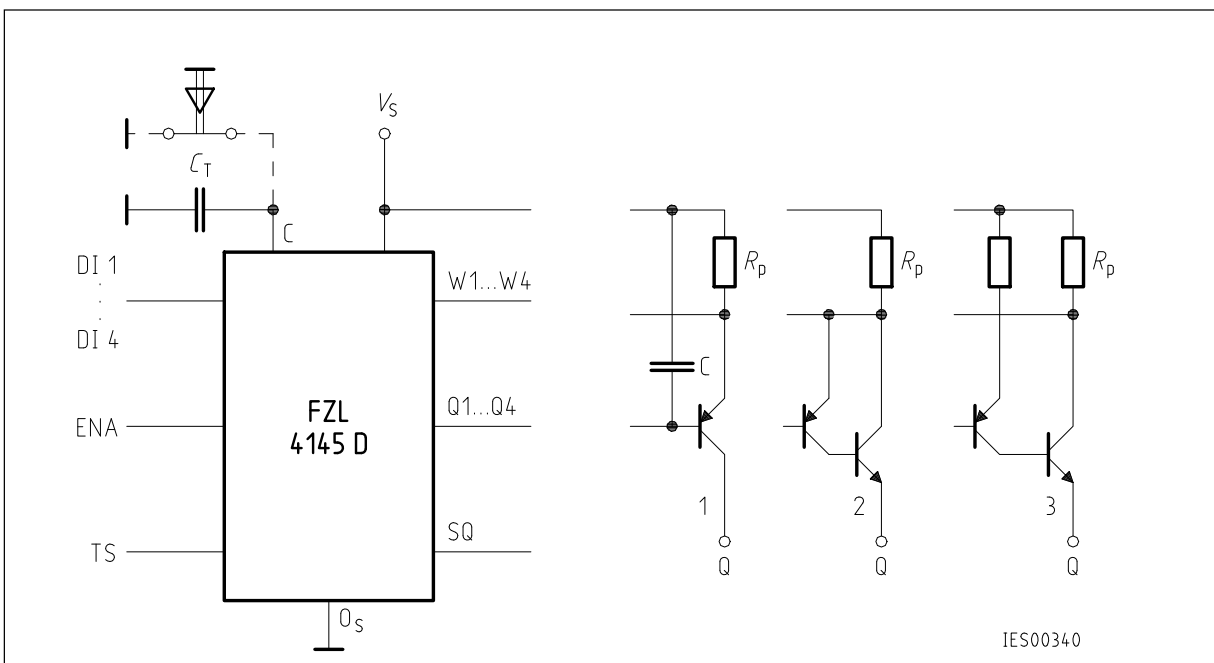 V_S
C_T
C
DI 1
.
.
DI 4
ENA
TS
FZL
4145 D
W1...W4
Q1...Q4
SQ
0_S
R_p
C
1
Q
R_p
2
Q
R_p
3
Q
IES00340